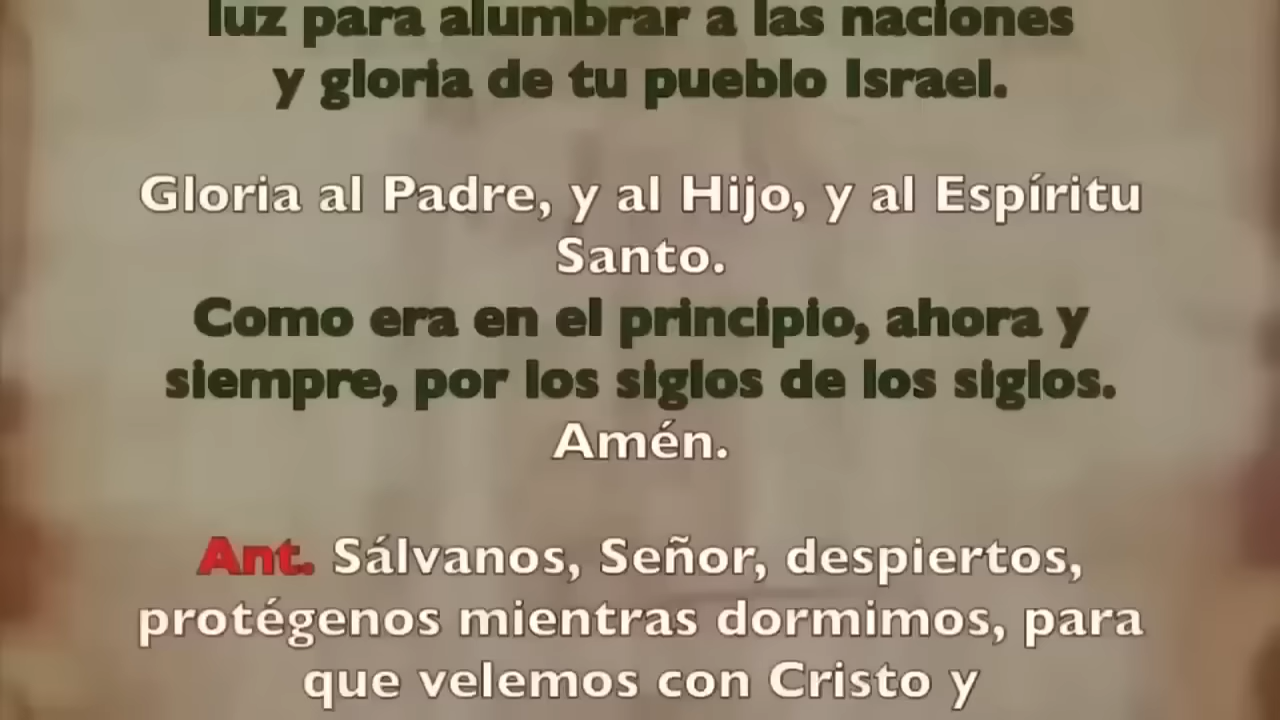 luz para alumbrar a las naciones
y gloria de tu pueblo Israel.
Gloria al Padre, y al Hijo, y al Espíritu
Santo.
Como era en el principio, ahora y
siempre, por los siglos de los siglos.
Amén.
Ant. Sálvanos, Señor, despiertos,
protégenos mientras dormimos, para
que velemos con Cristo y